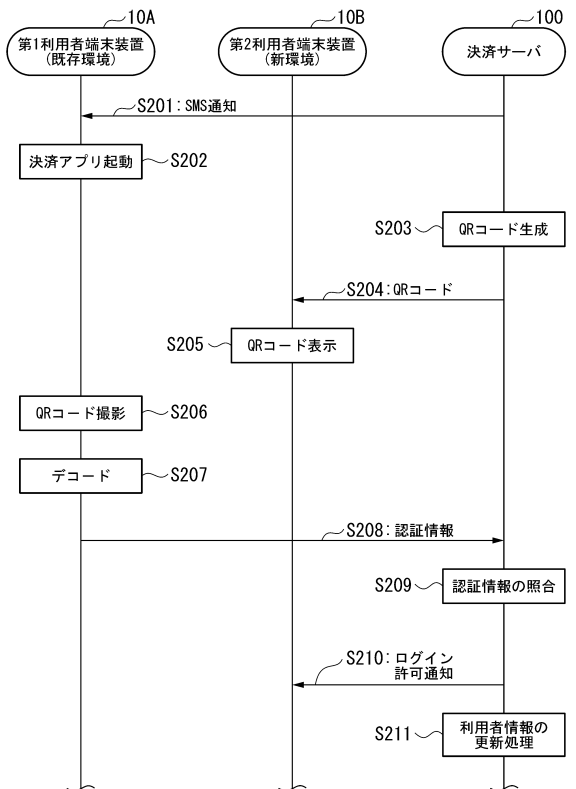 10A
10B
100
第1利用者端末装置
(既存環境)
第2利用者端末装置
(新環境)
決済サーバ
S201:SMS通知
決済アプリ起動
S202
S203
QRコード生成
S204:QRコード
S205
QRコード表示
QRコード撮影
S206
デコード
S207
S208:認証情報
S209
認証情報の照合
S210:ログイン
許可通知
S211
利用者情報の
更新処理